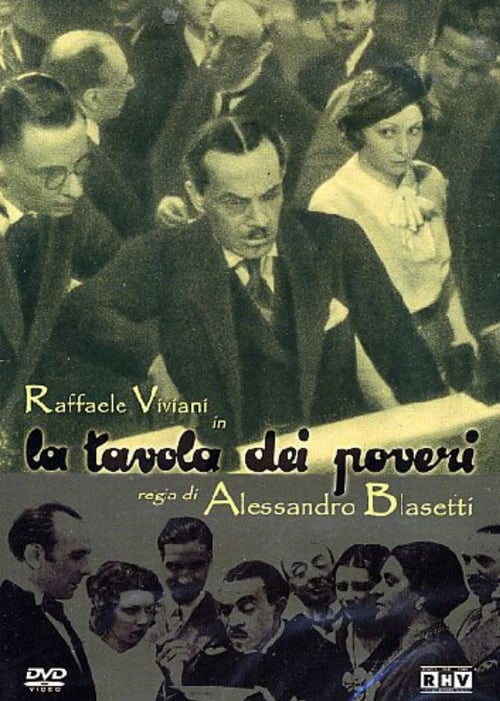 Raffaele Viviani
in
la tavola dei poveri
regia di Alessandro Blasetti
DVD
VIDEO
RHV